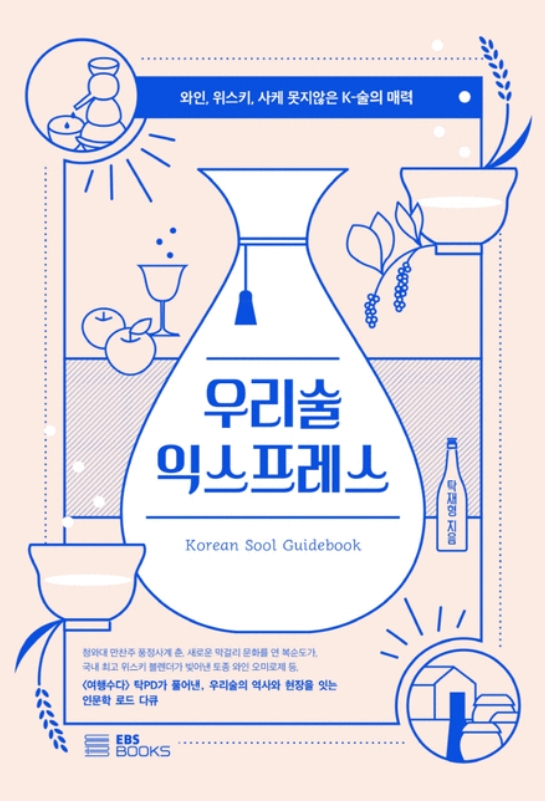 와인, 위스키, 사케 못지않은 K-술의 매력
우리술
익스프레스
Korean Sool Guidebook
탁재형 지음
청와대 만찬주 풍정사계 춘, 새로운 막걸리 문화를 연 복순도가,
국내 최고 위스키 블렌더가 빚어낸 토종 와인 오미로제 등,
〈여행수다〉 탁PD가 풀어낸, 우리술의 역사와 현장을 잇는
인문학 로드 다큐
EBS
BOOKS